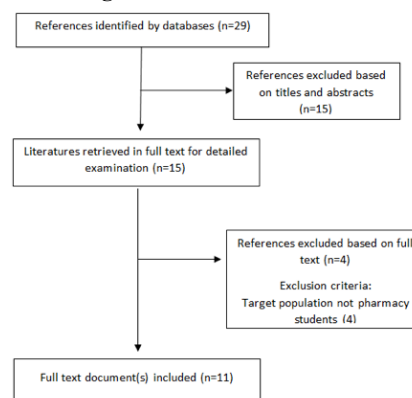 References identified by databases (n=29)
References excluded based
on titles and abstracts
(n=15)
Literatures retrieved in full text for detailed
examination (n=15)
References excluded based on full
text (n=4)
Exclusion criteria:
Target population not pharmacy
students (4)
Full text document(s) included (n=11)